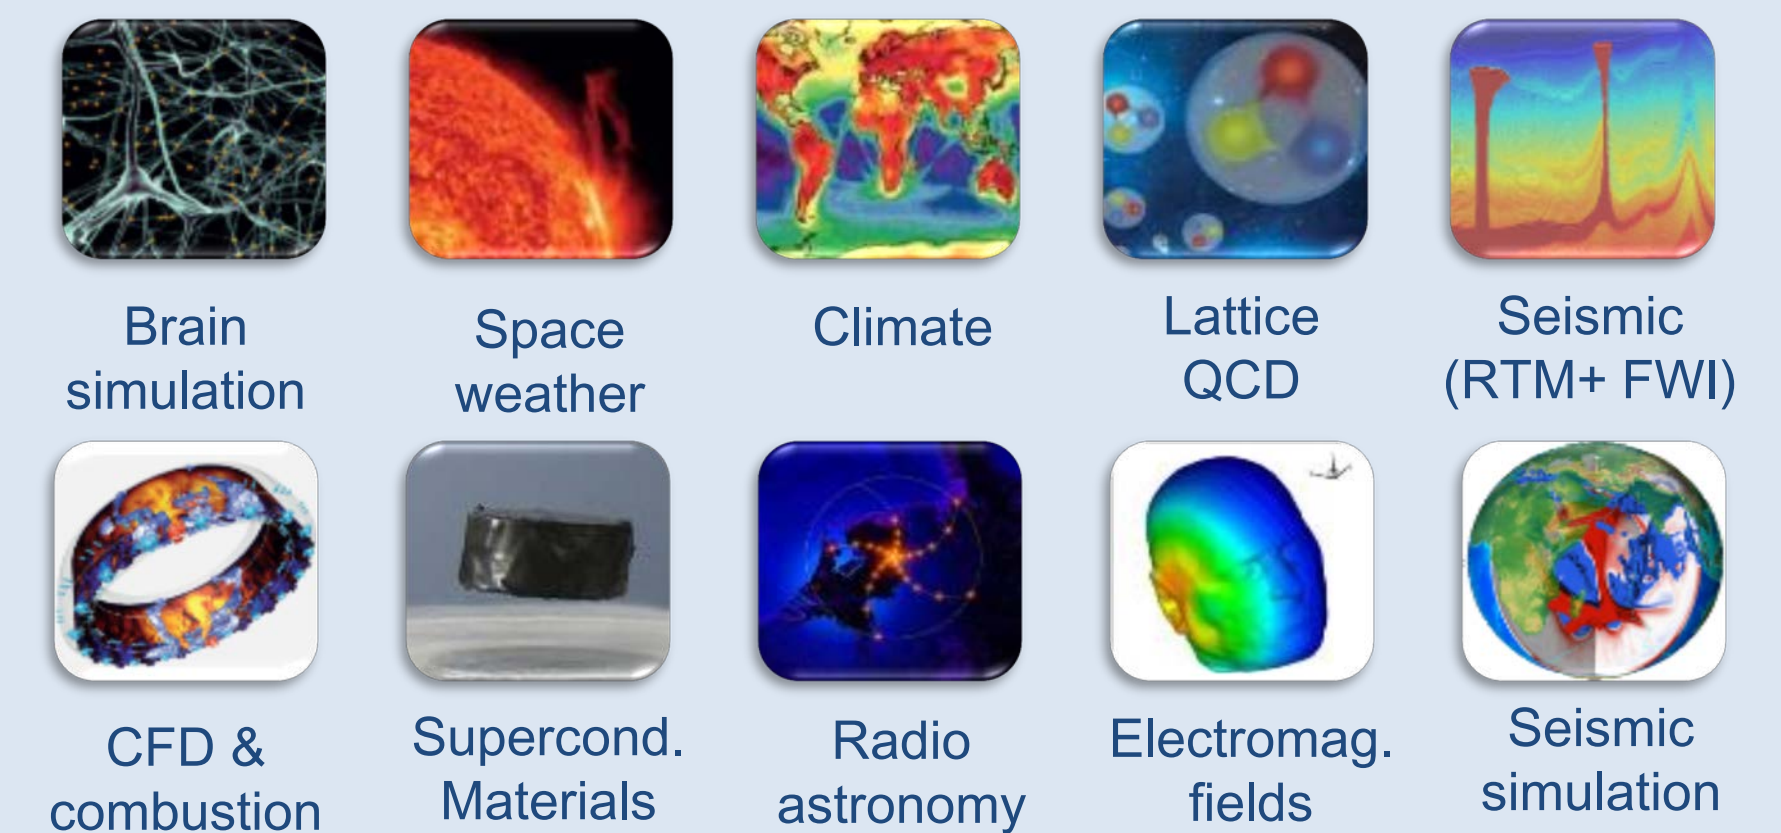 Brain
simulation
Space
weather
Climate
Lattice
QCD
Seismic
(RTM+ FWI)
CFD &
combustion
Supercond.
Materials
Radio
astronomy
Electromag.
fields
Seismic
simulation